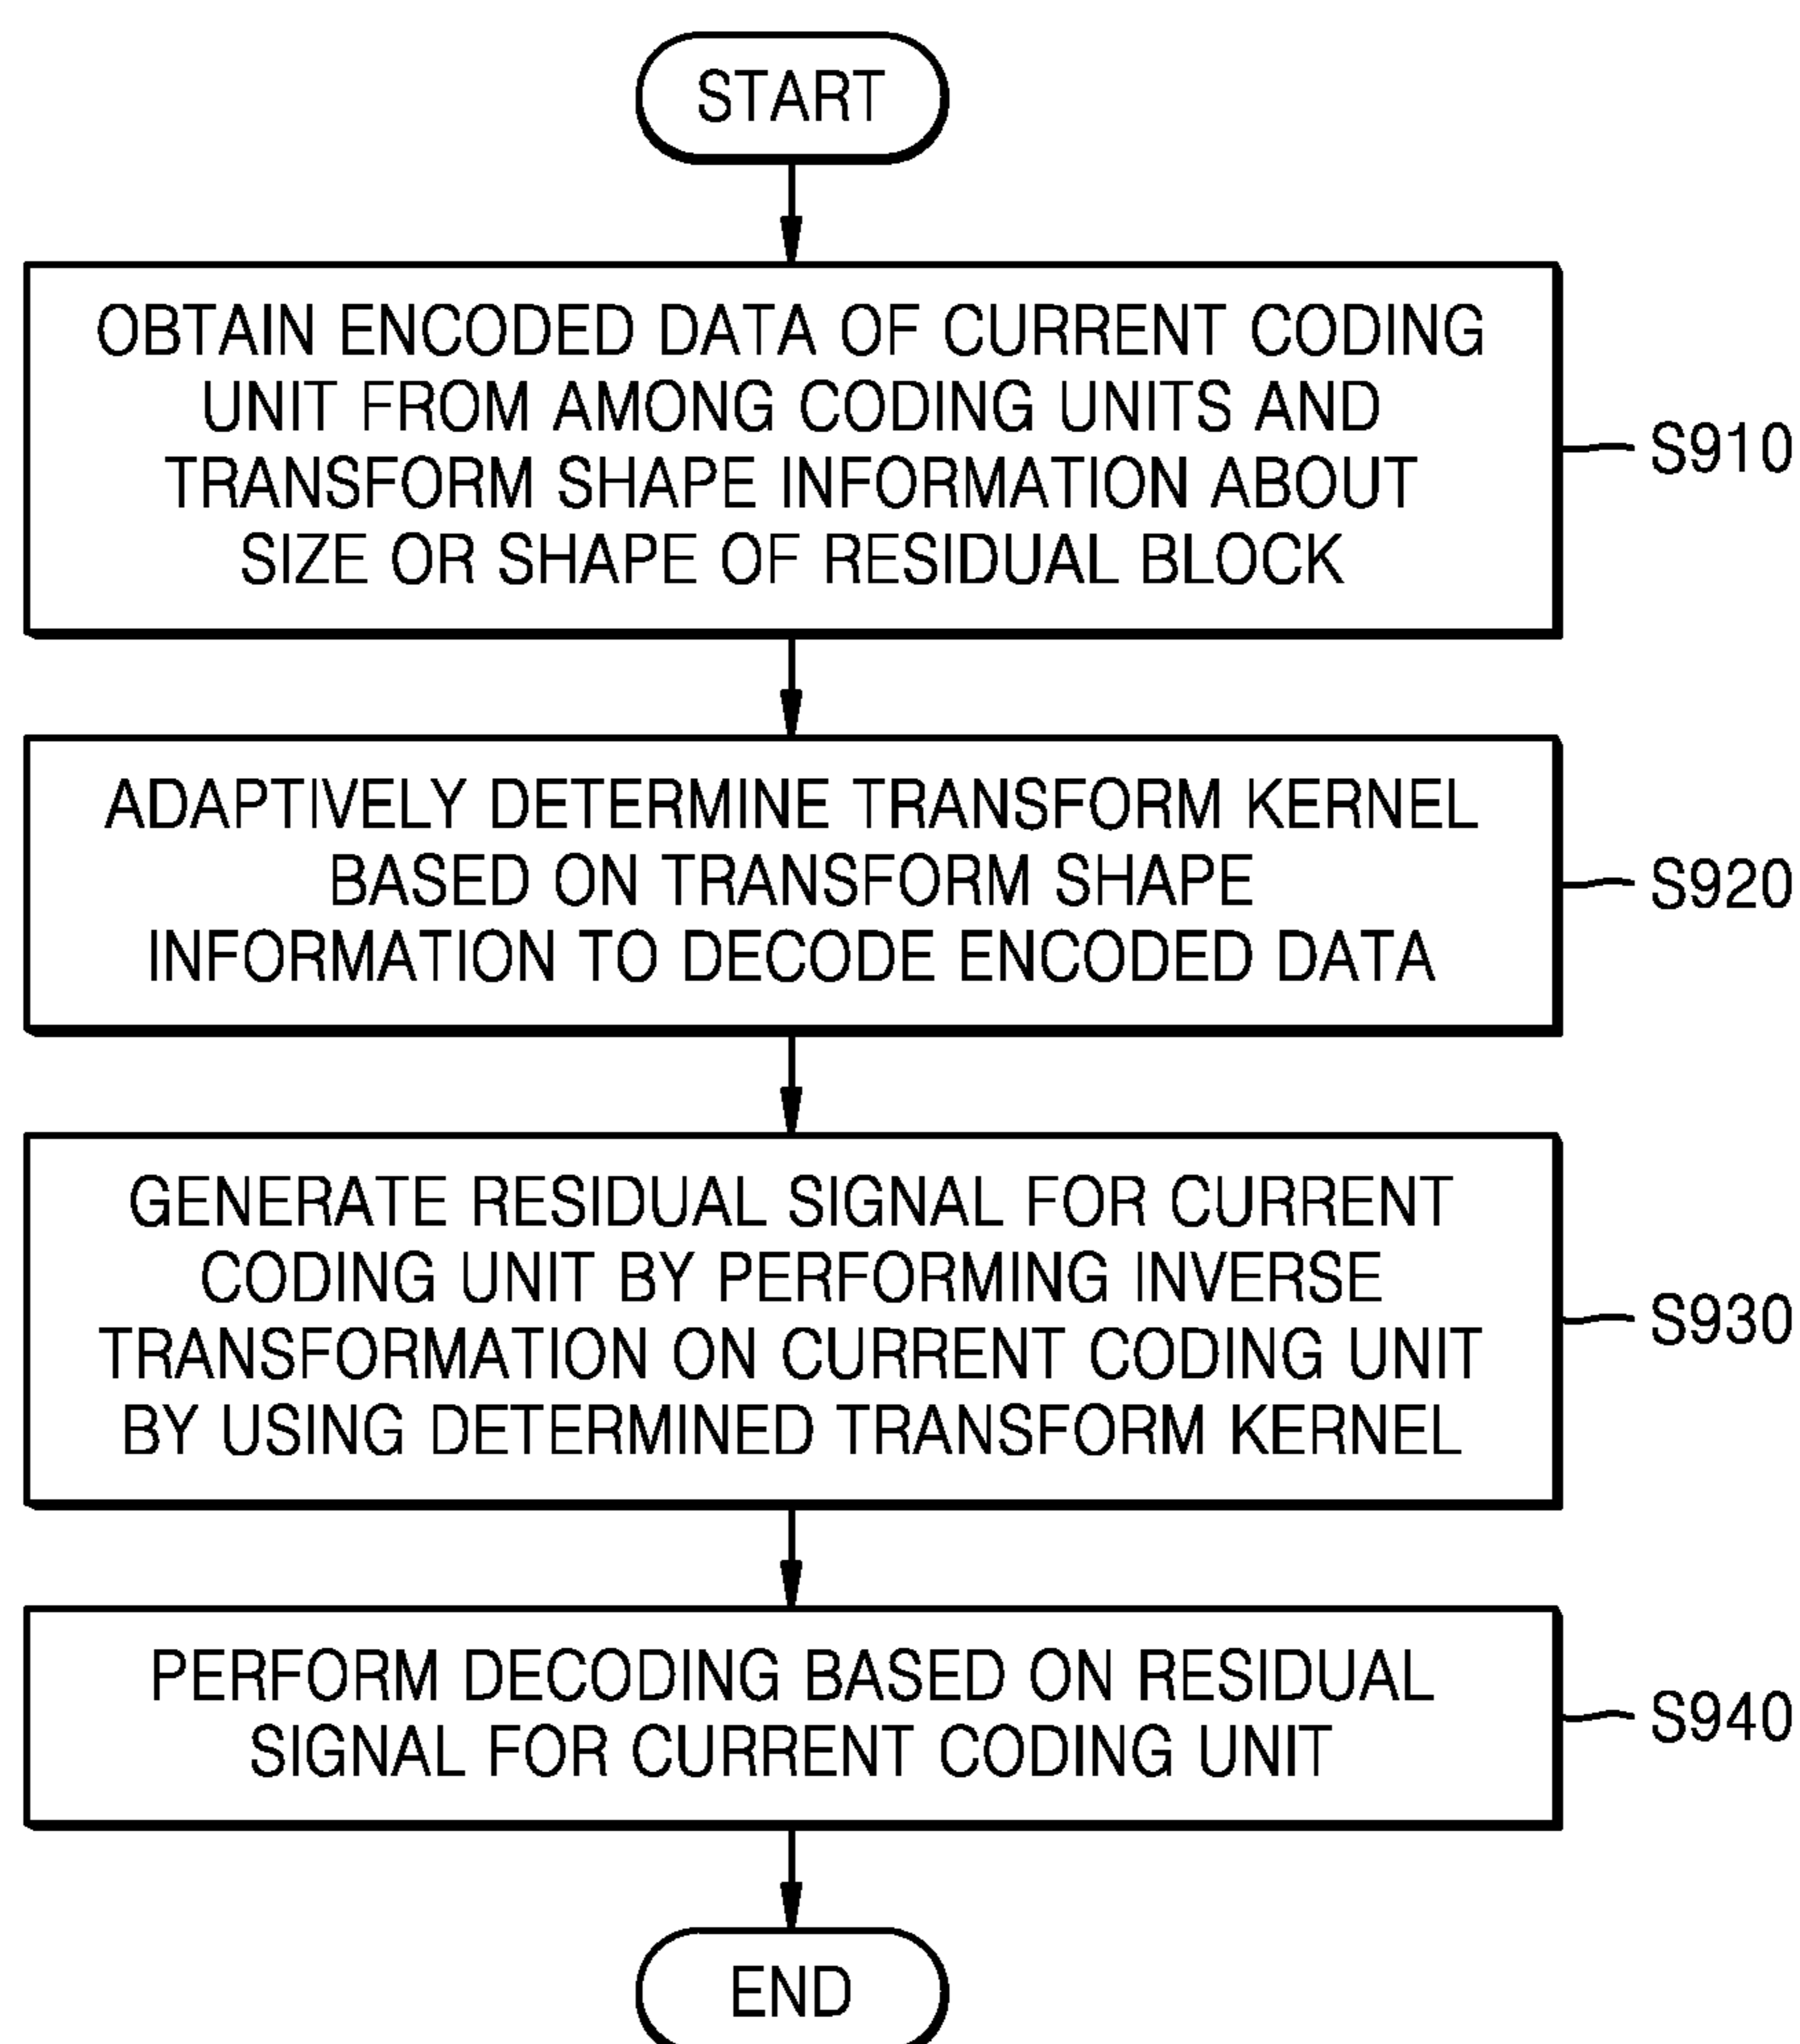 START
OBTAIN ENCODED DATA OF CURRENT CODING
UNIT FROM AMONG CODING UNITS AND
TRANSFORM SHAPE INFORMATION ABOUT
SIZE OR SHAPE OF RESIDUAL BLOCK
S910
ADAPTIVELY DETERMINE TRANSFORM KERNEL
BASED ON TRANSFORM SHAPE
INFORMATION TO DECODE ENCODED DATA
S920
GENERATE RESIDUAL SIGNAL FOR CURRENT
CODING UNIT BY PERFORMING INVERSE
TRANSFORMATION ON CURRENT CODING UNIT
BY USING DETERMINED TRANSFORM KERNEL
S930
PERFORM DECODING BASED ON RESIDUAL
SIGNAL FOR CURRENT CODING UNIT
S940
END